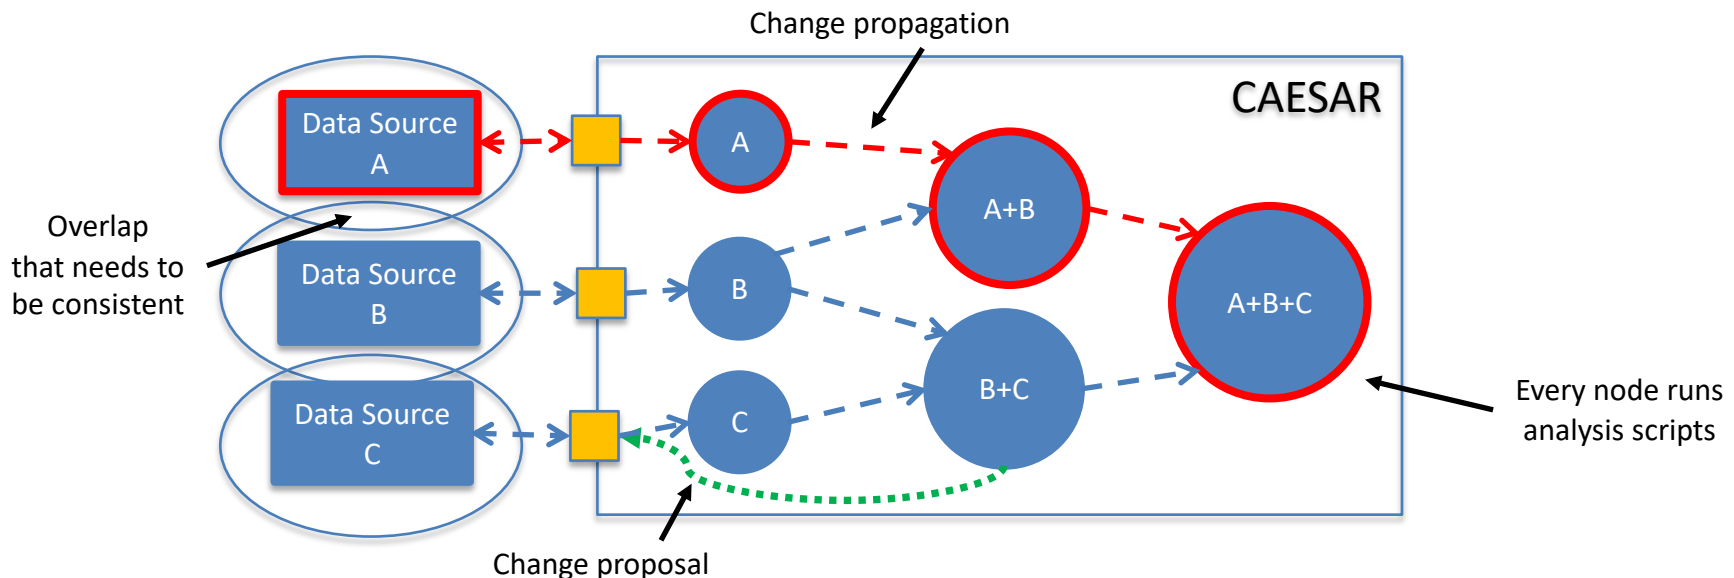 Change propagation
CAESAR
Data Source
A
A
A+B
Overlap
that needs to
be consistent
Data Source
B
B
A+B+C
Data Source
C
C
B+C
Every node runs
analysis scripts
Change proposal